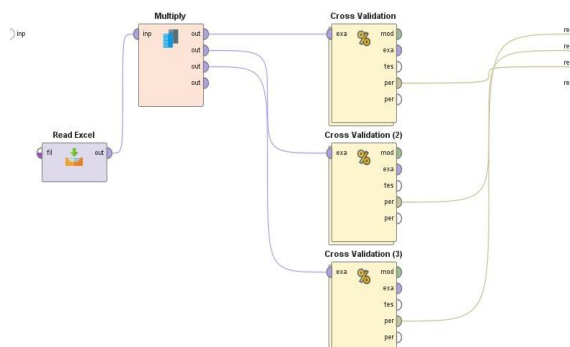 inp
Multiply
inp
out
out
out
out
Read Excel
fil
out
Cross Validation
exa
mod
exa
tes
per
per
Cross Validation (2)
exa
mod
exa
tes
per
per
Cross Validation (3)
exa
mod
exa
tes
per
per
re
re
re
re